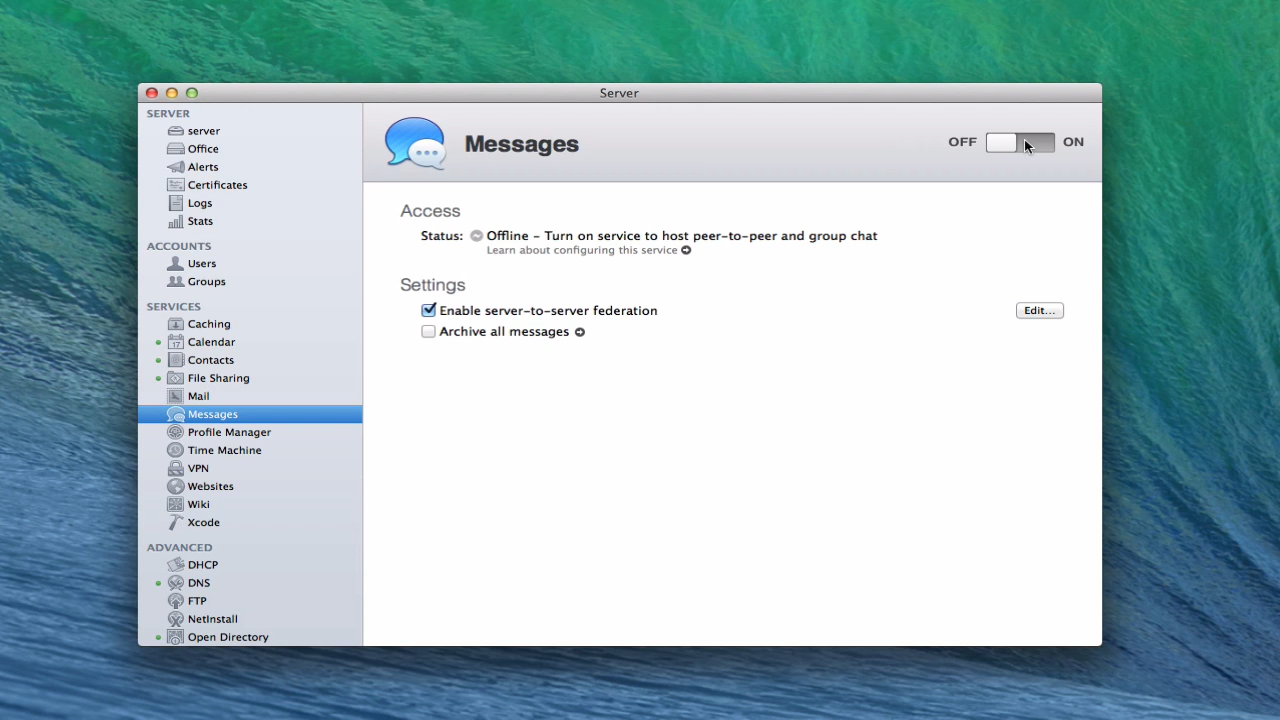 Server
SERVER
server
Office
Alerts
Certificates
Logs
Stats
ACCOUNTS
Users
Groups
SERVICES
Caching
17 Calendar
Contacts
File Sharing
Mail
Messages
Profile Manager
Time Machine
VPN
Websites
Wiki
Xcode
ADVANCED
DHCP
DNS
FTP
NetInstall
Open Directory
Messages
OFF ON
Access
Status: Offline – Turn on service to host peer-to-peer and group chat
Learn about configuring this service
Settings
Enable server-to-server federation Edit...
Archive all messages